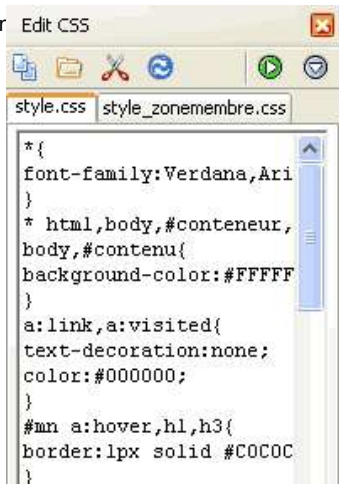 r Edit CSS
style.css style_zonemembre.css
*{
font-family:Verdana,Ari
}
* html,body,#conteneur,
body,#contenu{
background-color:#FFFFF
}
a:link,a:visited{
text-decoration:none;
color:#000000;
}
#mn a:hover,h1,h3{
border:1px solid #C0C0C
}